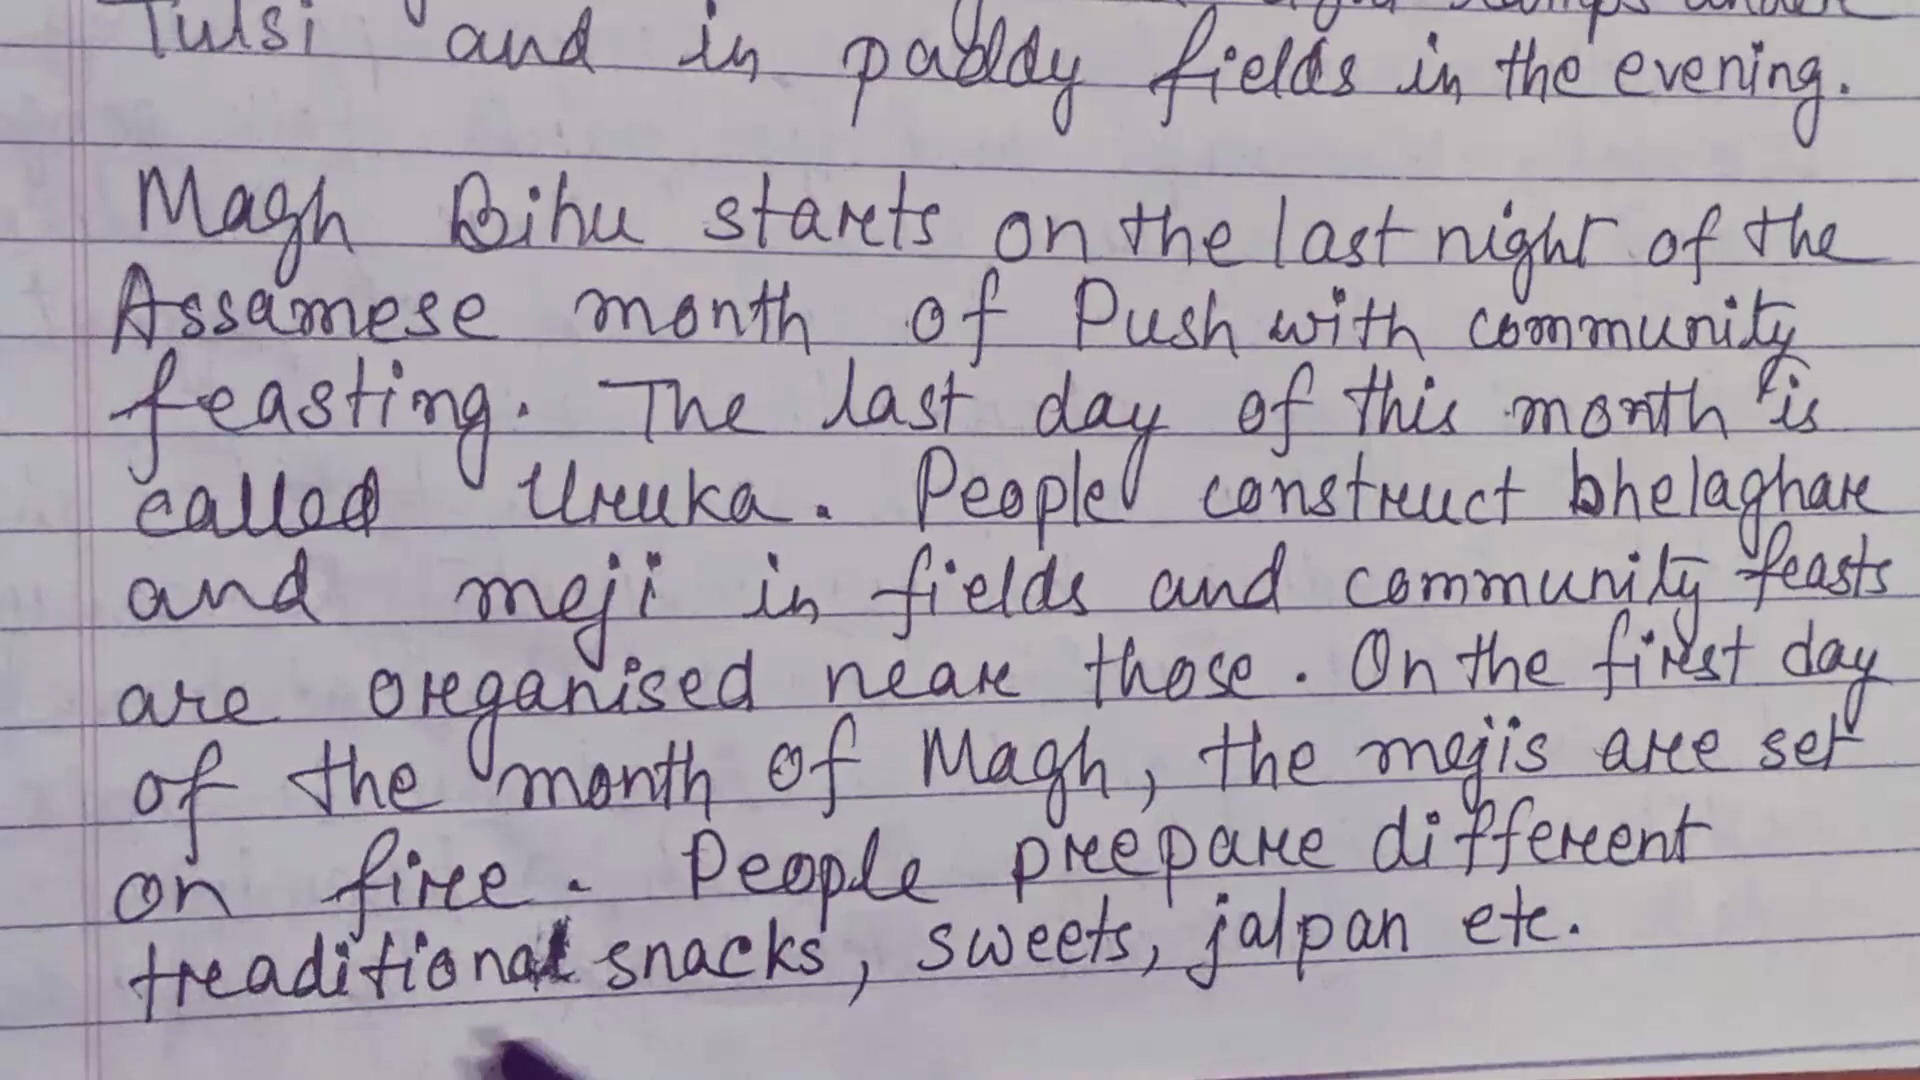 lamps under
Tulsi and in paddy fields in the evening.
Magh Bihu starts on the last night of the
Assamese month of Push with community
feasting. The last day of this month is
called Uruka. People construct bhelaghar
and meji in fields and community feasts
are organised near those. On the first day
of the month of Magh, the mejis are set
on fire. People prepare different
traditional snacks, sweets, jalpan etc.